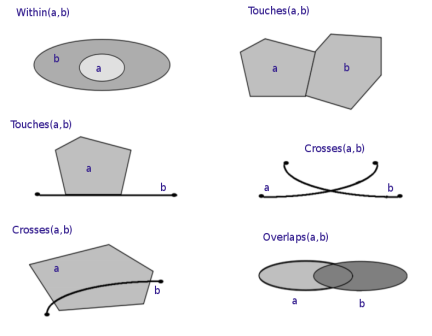 Within(a,b)
b
a
Touches(a,b)
a
b
Touches(a,b)
a
b
Crosses(a,b)
a
b
Crosses(a,b)
a
b
Overlaps(a,b)
a
b